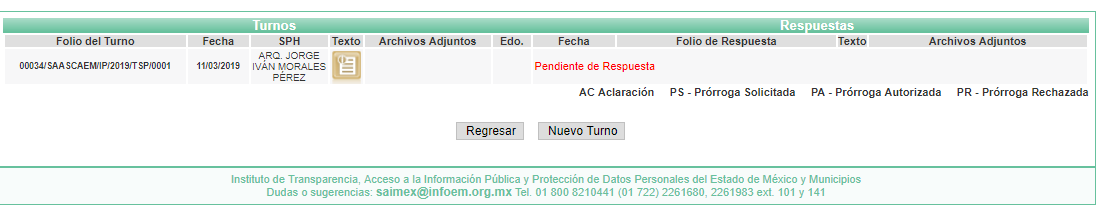 Turnos Respuestas
Folio del Turno Fecha SPH Texto Archivos Adjuntos Edo. Fecha Folio de Respuesta Texto Archivos Adjuntos
00034/SAASCAEM/IP/2019/TSP/0001 11/03/2019 ARQ. JORGE IVÁN MORALES PÉREZ Pendiente de Respuesta
AC Aclaración PS - Prórroga Solicitada PA - Prórroga Autorizada PR - Prórroga Rechazada
Regresar Nuevo Turno
Instituto de Transparencia, Acceso a la Información Pública y Protección de Datos Personales del Estado de México y Municipios
Dudas o sugerencias: saimex@infoem.org.mx Tel. 01 800 8210441 (01 722) 2261680, 2261983 ext. 101 y 141